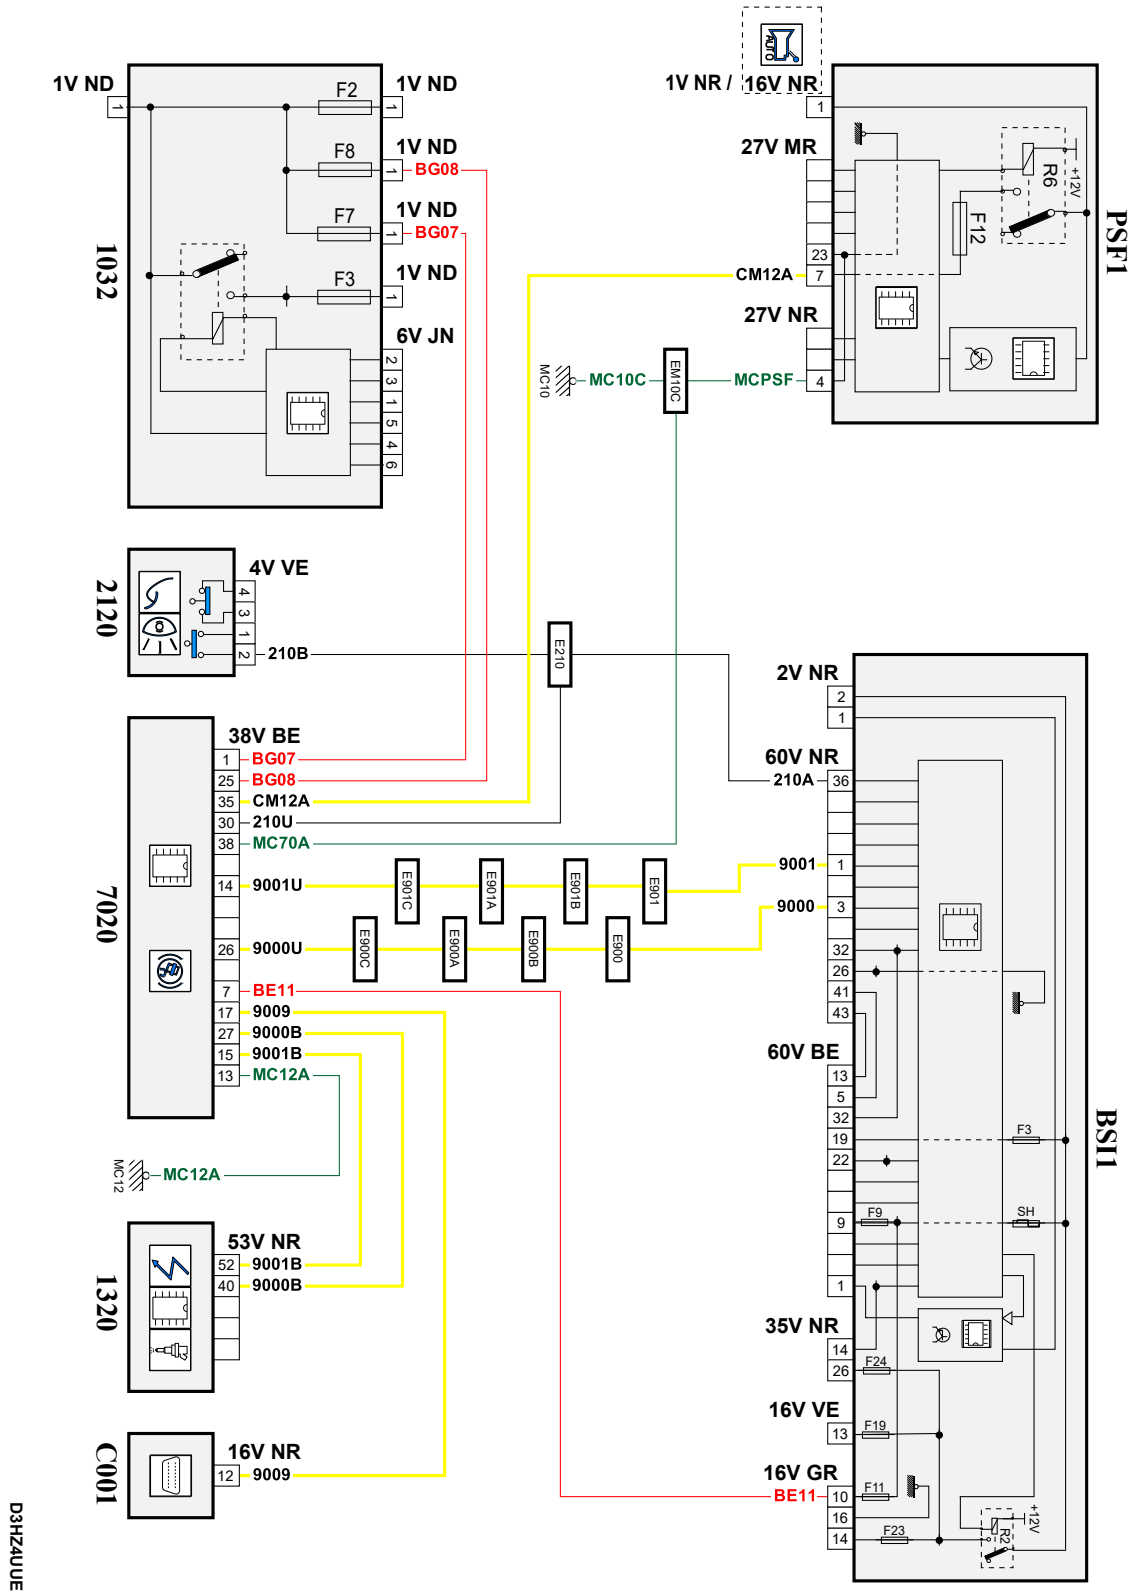 AUTO
1V NR / 16V NR
1
27V MR
23
7
CM12A
27V NR
4
MCPSF
EM10C
MC10C
MC10
+12V
R6
F12
PSF1
1V ND
1
F2
1V ND
1
F8
1V ND
1
BG08
F7
1V ND
1
BG07
F3
1V ND
1
6V JN
2
3
1
5
4
6
1032
4V VE
4
3
1
2
210B
E210
2120
38V BE
1
BG07
25
BG08
35
CM12A
30
210U
38
MC70A
14
9001U
E901C
E901A
E901B
E901
26
9000U
E900C
E900A
E900B
E900
7
BE11
17
9009
27
9000B
15
9001B
13
MC12A
7020
MC12A
MC12
53V NR
52
9001B
40
9000B
1320
16V NR
12
9009
C001
2V NR
2
1
60V NR
210A
36
9001
1
9000
3
32
26
41
43
60V BE
13
5
32
19
22
9
1
F3
F9
SH
35V NR
14
26
F24
16V VE
13
F19
16V GR
BE11
10
F11
16
14
F23
+12V
R2
BSI1
D3HZ4UUE